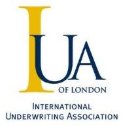 IUA
OF LONDON
INTERNATIONAL
UNDERWRITING ASSOCIATION